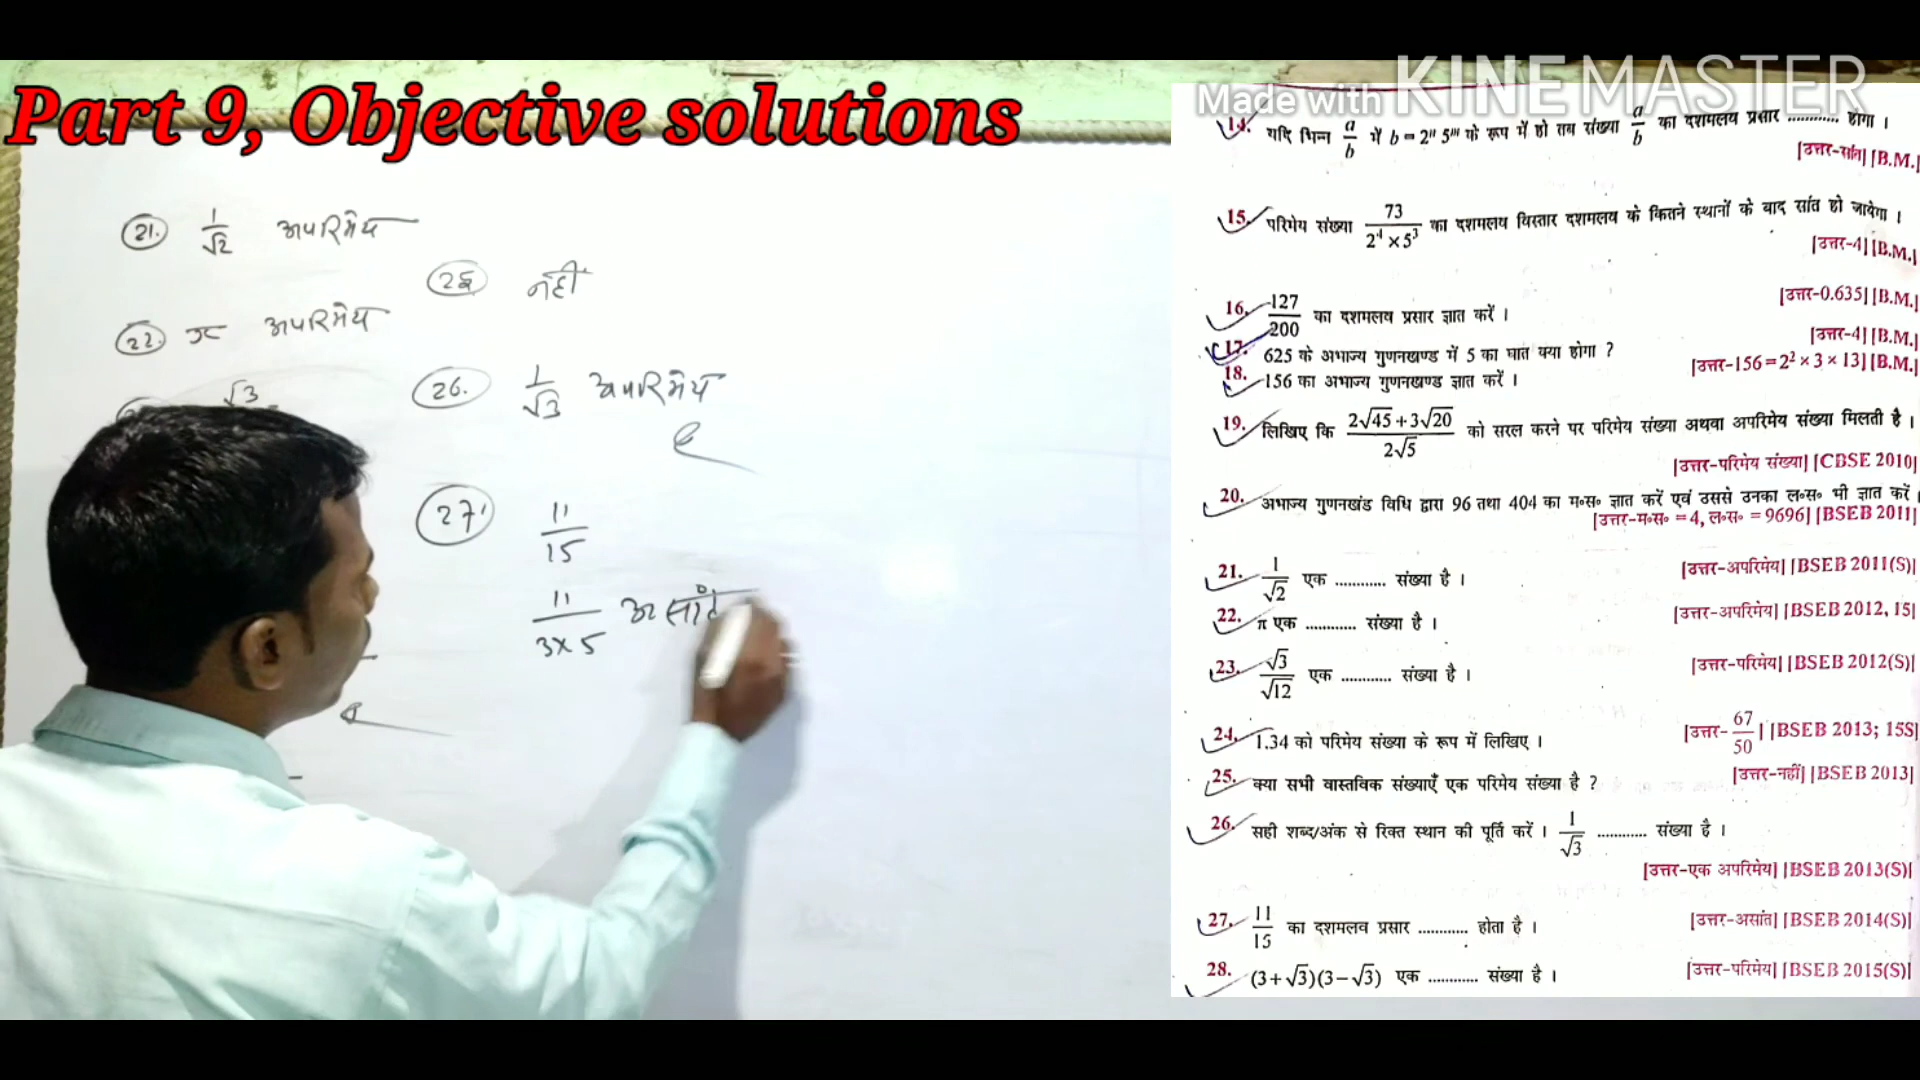 Part 9, Objective solutions
Made with KINEMASTER
21. 1/√2 अपरिमेय
22. अपरिमेय
√3
25 नहीं
26. 1/√3 अपरिमेय
27. 11/15
11/3×5 असांत
14. यदि भिन्न a/b में b = 2ⁿ 5ᵐ के रूप में हो तब संख्या a/b का दशमलव प्रसार ............ होगा ।
[उत्तर-सांत] [B.M.]
15. परिमेय संख्या 73/2⁴ × 5³ का दशमलव विस्तार दशमलव के कितने स्थानों के बाद सांत हो जायेगा ।
[उत्तर-4] [B.M.]
16. 127/200 का दशमलव प्रसार ज्ञात करें । [उत्तर-0.635] [B.M.]
17. 625 के अभाज्य गुणनखण्ड में 5 का घात क्या होगा ? [उत्तर-4] [B.M.]
18. 156 का अभाज्य गुणनखण्ड ज्ञात करें । [उत्तर-156 = 2² × 3 × 13] [B.M.]
19. लिखिए कि 2√45 + 3√20/2√5 को सरल करने पर परिमेय संख्या अथवा अपरिमेय संख्या मिलती है ।
[उत्तर-परिमेय संख्या] [CBSE 2010]
20. अभाज्य गुणनखंड विधि द्वारा 96 तथा 404 का म०स० ज्ञात करें एवं उससे उनका ल०स० भी ज्ञात करें ।
[उत्तर-म०स० = 4, ल०स० = 9696] [BSEB 2011]
21. 1/√2 एक ............ संख्या है । [उत्तर-अपरिमेय] [BSEB 2011(S)]
22. π एक ............ संख्या है । [उत्तर-अपरिमेय] [BSEB 2012, 15]
23. √3/√12 एक ............ संख्या है । [उत्तर-परिमेय] [BSEB 2012(S)]
24. 1.34 को परिमेय संख्या के रूप में लिखिए । [उत्तर-67/50] [BSEB 2013; 15S]
25. क्या सभी वास्तविक संख्याएँ एक परिमेय संख्या है ? [उत्तर-नहीं] [BSEB 2013]
26. सही शब्द/अंक से रिक्त स्थान की पूर्ति करें । 1/√3 ............ संख्या है ।
[उत्तर-एक अपरिमेय] [BSEB 2013(S)]
27. 11/15 का दशमलव प्रसार ............ होता है । [उत्तर-असांत] [BSEB 2014(S)]
28. (3+√3)(3-√3) एक ............ संख्या है । [उत्तर-परिमेय] [BSEB 2015(S)]